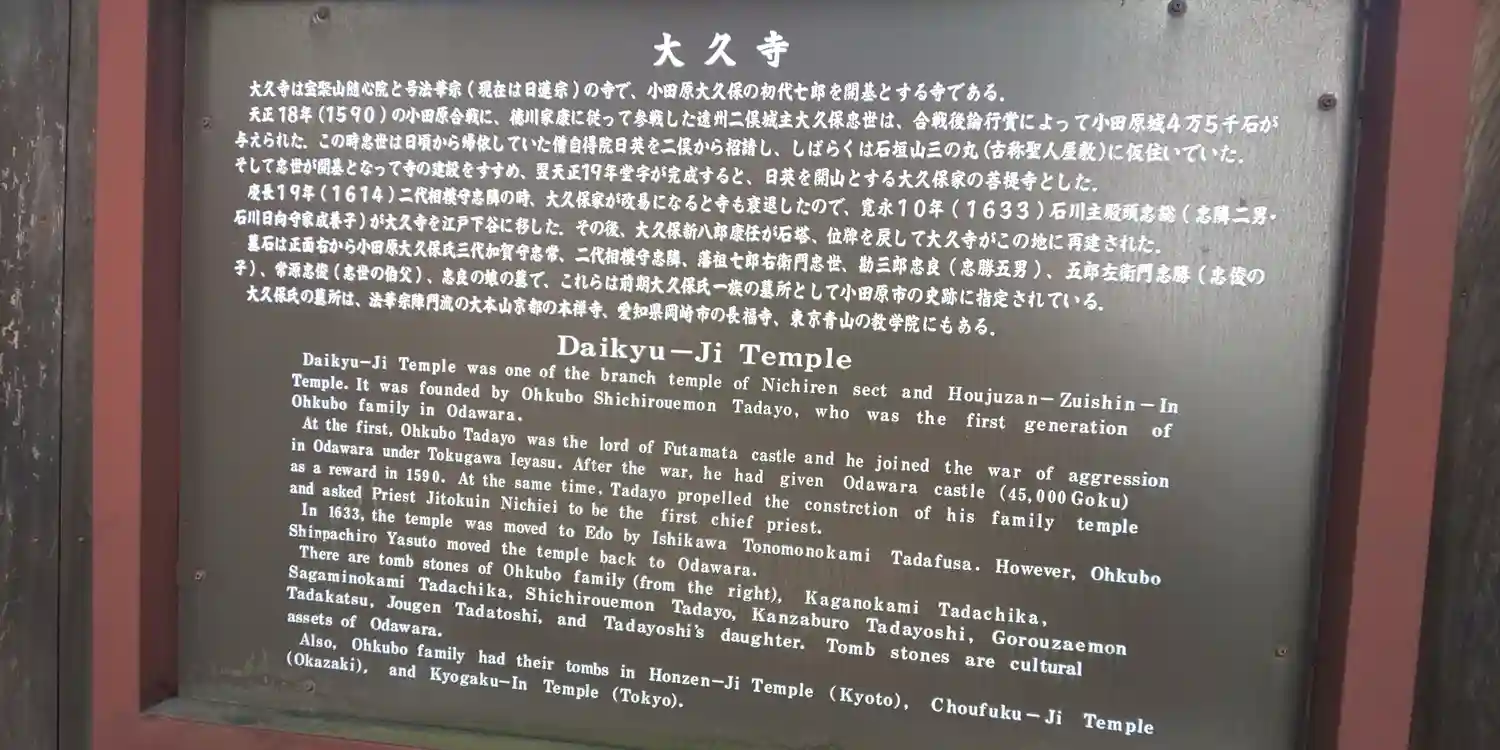 大久寺
大久寺は宝聚山随心院と号法華宗(現在は日蓮宗)の寺で、小田原大久保の初代七郎を開基とする寺である。
天正18年(1590)の小田原合戦に、徳川家康に従って参戦した遠州二俣城主大久保忠世は、合戦後論行賞によって小田原城4万5千石が
与えられた。この時忠世は日頃から帰依していた僧自得院日英を二俣から招請し、しばらくは石垣山三の丸(古称聖人屋敷)に仮住いでいた。
そして忠世が開基となって寺の建設をすすめ、翌天正19年堂宇が完成すると、日英を開山とする大久保家の菩提寺とした。
慶長19年(1614)二代相模守忠隣の時、大久保家が改易になると寺も衰退したので、寛永10年(1633)石川主殿頭忠総(忠隣二男・
石川日向守家成養子)が大久寺を江戸下谷に移した。その後、大久保新八郎康任が石塔、位牌を戻して大久寺がこの地に再建された。
墓石は正面右から小田原大久保氏三代加賀守忠常、二代相模守忠隣、藩祖七郎右衛門忠世、勘三郎忠良(忠勝五男)、五郎左衛門忠勝(忠俊の
子)、常源忠俊(忠世の伯父)、忠良の娘の墓で、これらは前期大久保氏一族の墓所として小田原市の史跡に指定されている。
大久保氏の墓所は、法華宗陣門流の大本山京都の本禅寺、愛知県岡崎市の長福寺、東京青山の教学院にもある。
Daikyu-Ji Temple
Daikyu-Ji Temple was one of the branch temple of Nichiren sect and Houjuzan-Zuishin-In
Temple. It was founded by Ohkubo Shichirouemon Tadayo, who was the first generation of
Ohkubo family in Odawara.
At the first, Ohkubo Tadayo was the lord of Futamata castle and he joined the war of aggression
in Odawara under Tokugawa Ieyasu. After the war, he had given Odawara castle (45,000 Goku)
as a reward in 1590. At the same time, Tadayo propelled the constrction of his family temple
and asked Priest Jitokuin Nichiei to be the first chief priest.
In 1633, the temple was moved to Edo by Ishikawa Tonomonokami Tadafusa. However, Ohkubo
Shinpachiro Yasuto moved the temple back to Odawara.
There are tomb stones of Ohkubo family (from the right), Kaganokami Tadachika,
Sagaminokami Tadachika, Shichirouemon Tadayo, Kanzaburo Tadayoshi, Gorouzaemon
Tadakatsu, Jougen Tadatoshi, and Tadayoshi's daughter. Tomb stones are cultural
assets of Odawara.
Also, Ohkubo family had their tombs in Honzen-Ji Temple (Kyoto), Choufuku-Ji Temple
(Okazaki), and Kyogaku-In Temple (Tokyo).